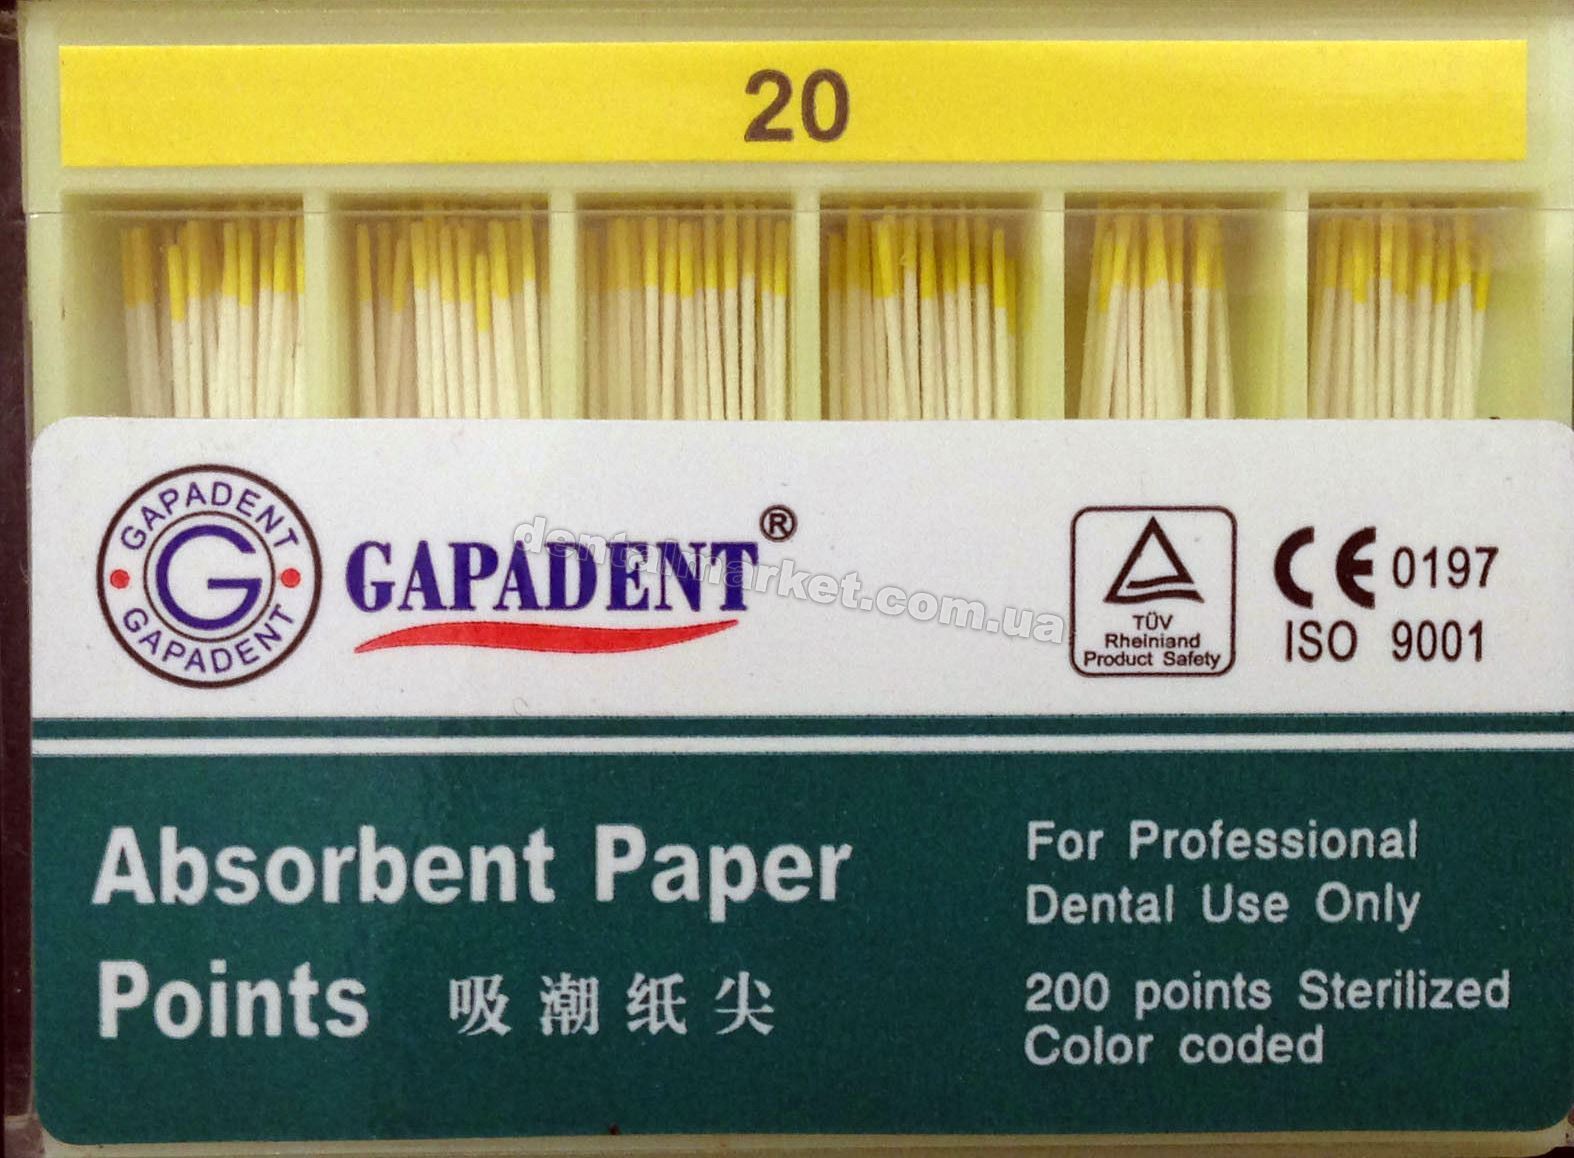 20
GAPADENT
G
GAPADENT
GAPADENT®
dentalmarket.com.ua
TÜV
Rheinland
Product Safety
CE 0197
ISO 9001
Absorbent Paper
Points 吸潮纸尖
For Professional
Dental Use Only
200 points Sterilized
Color coded